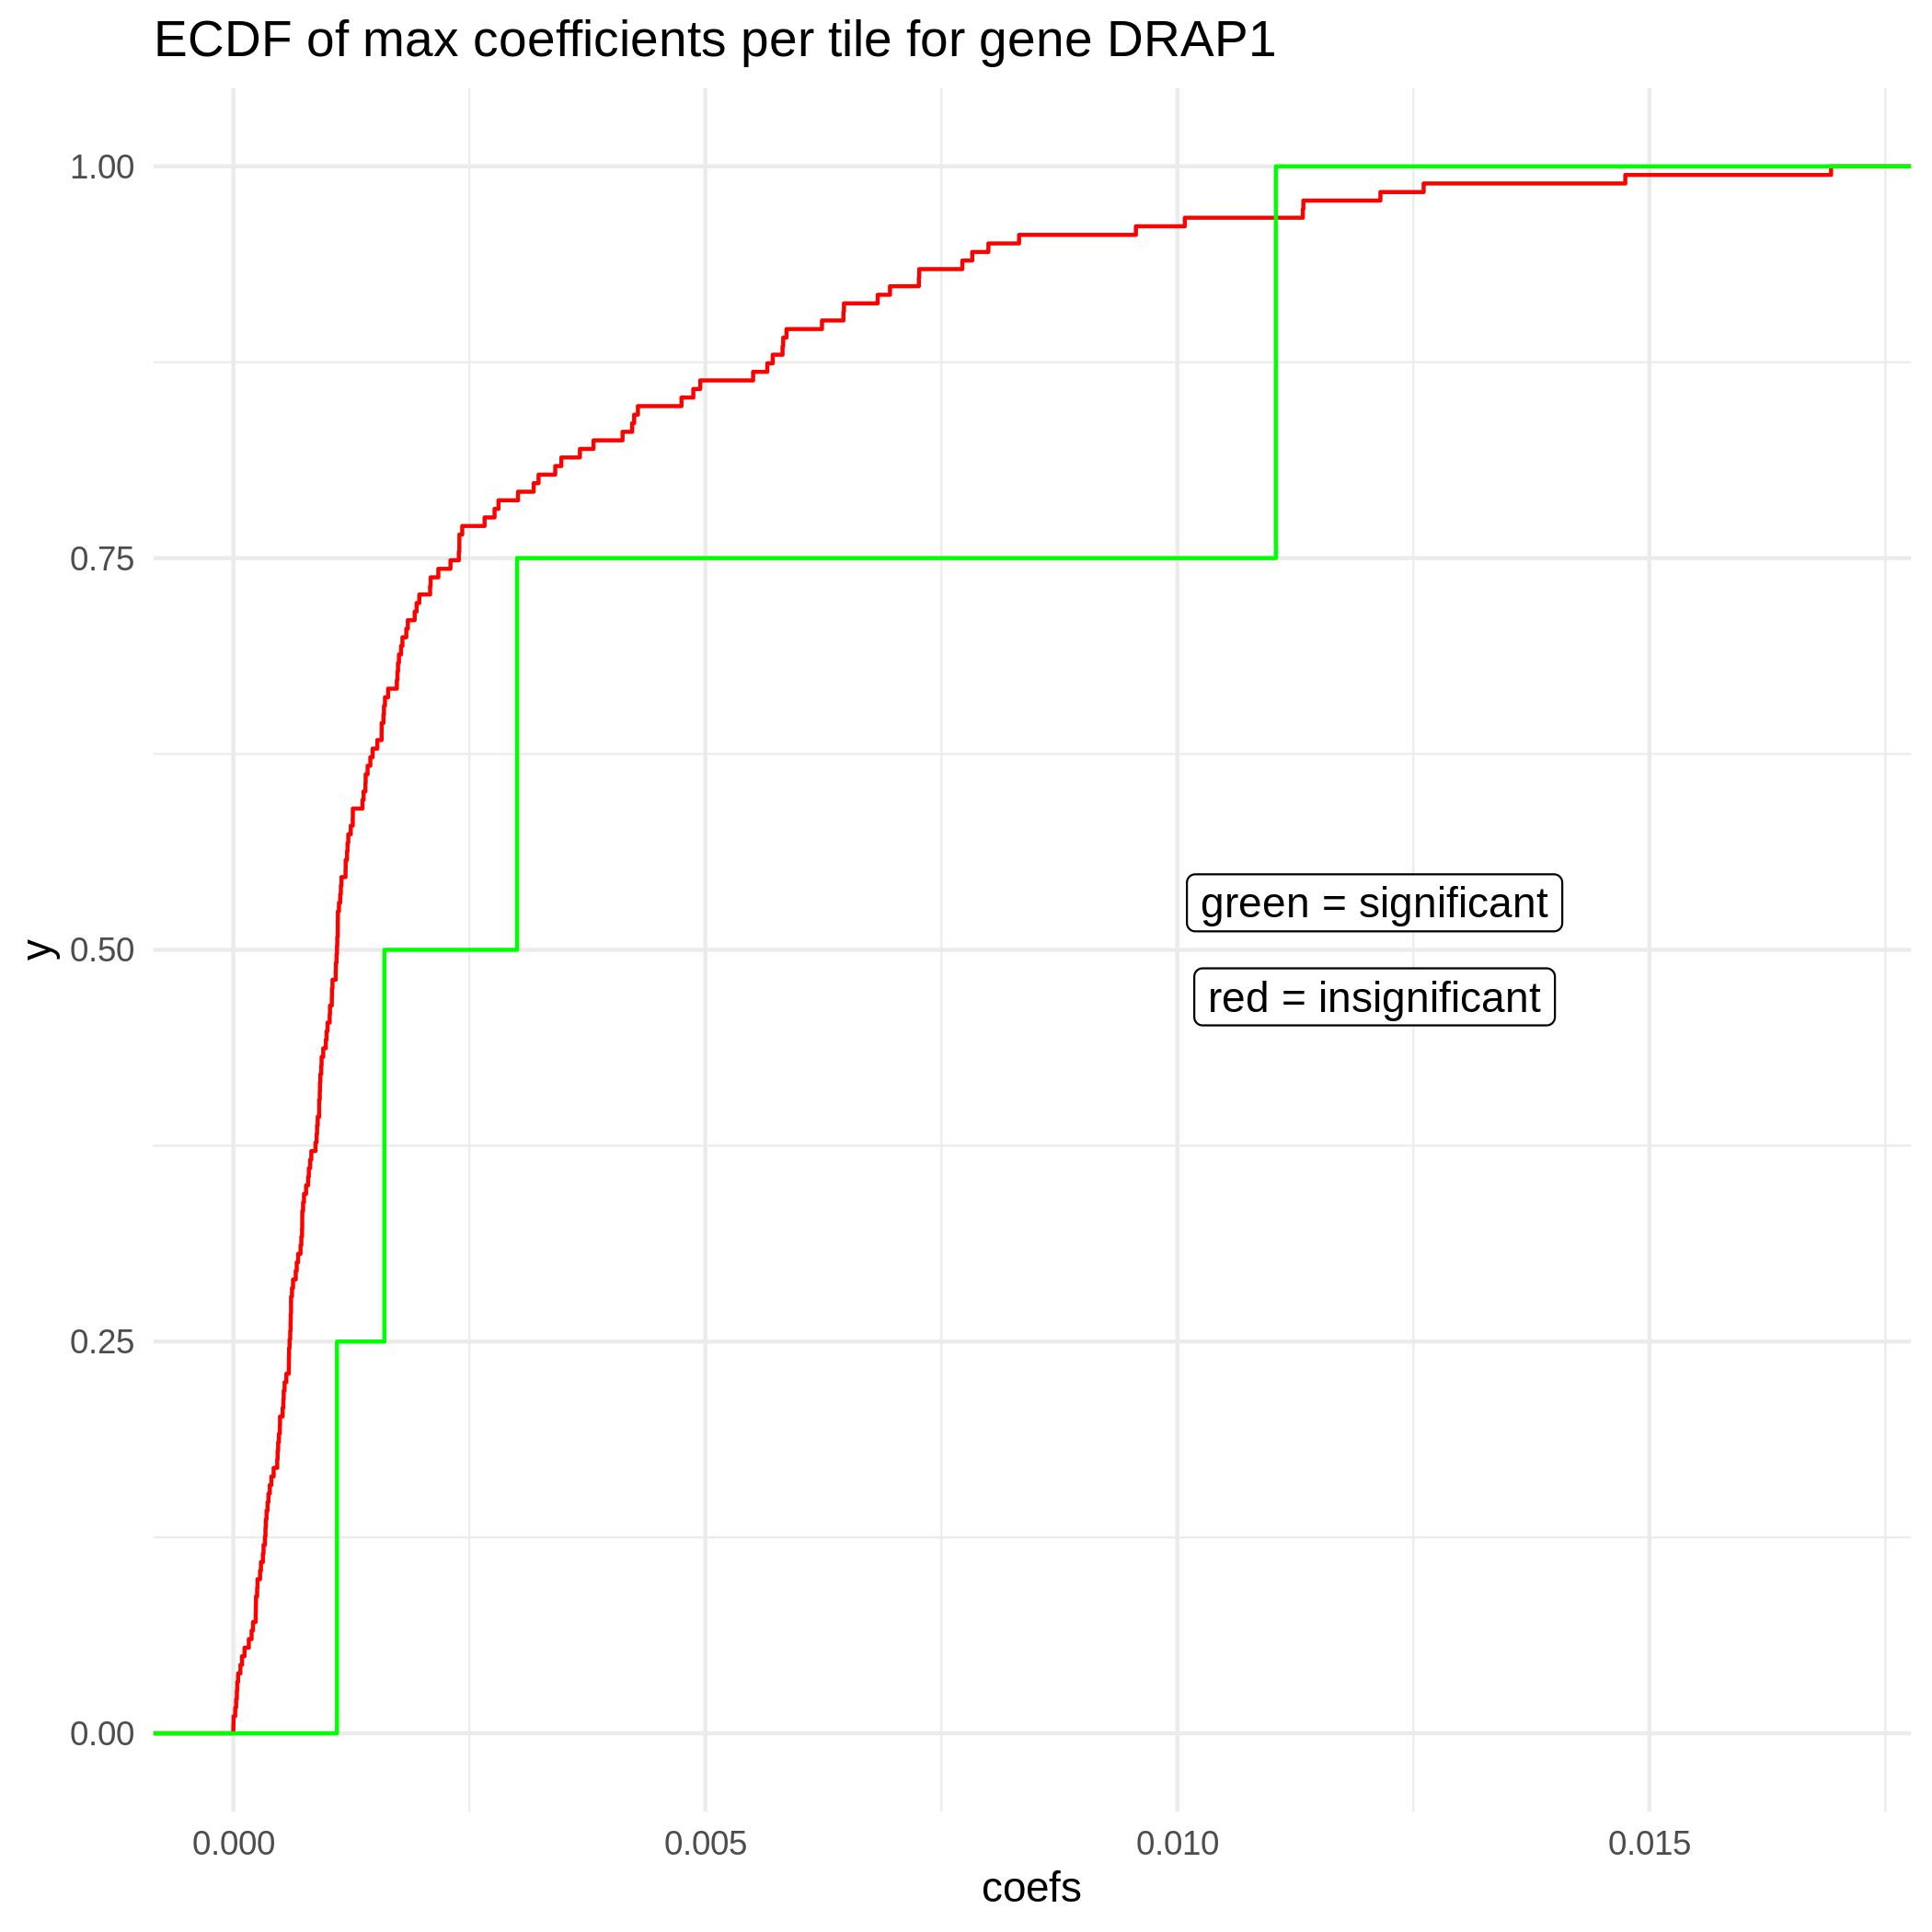 ECDF of max coefficients per tile for gene DRAP1
1.00
0.75
0.50
0.25
0.00
y
green = significant
red = insignificant
0.000 0.005 0.010 0.015
coefs